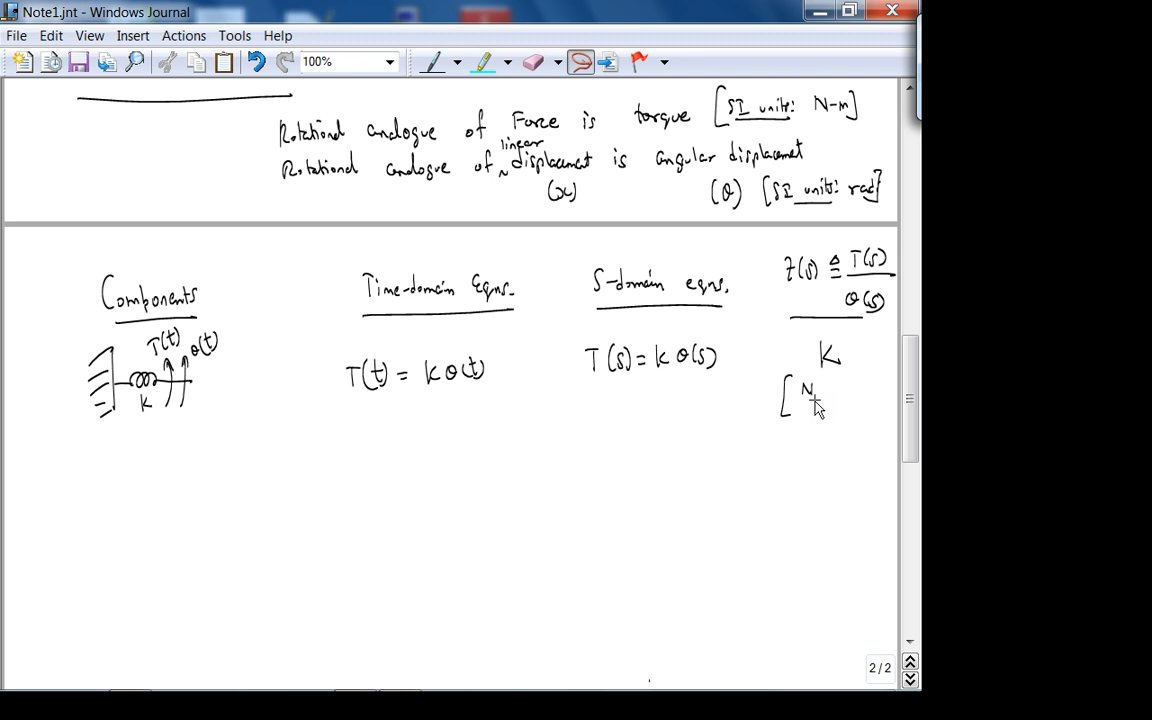 Note1.jnt - Windows Journal
File Edit View Insert Actions Tools Help
100%
Rotational analogue of Force is torque [SI units: N-m]
Rotational analogue of linear displacement is angular displacemet
(x) (θ) [SI units: rad]
Components Time-domain Eqns. S-domain eqns. Z(s) ≜ T(s)/θ(s)
T(t) θ(t)
K
T(t) = Kθ(t) T(s) = Kθ(s) K
[N
2 / 2